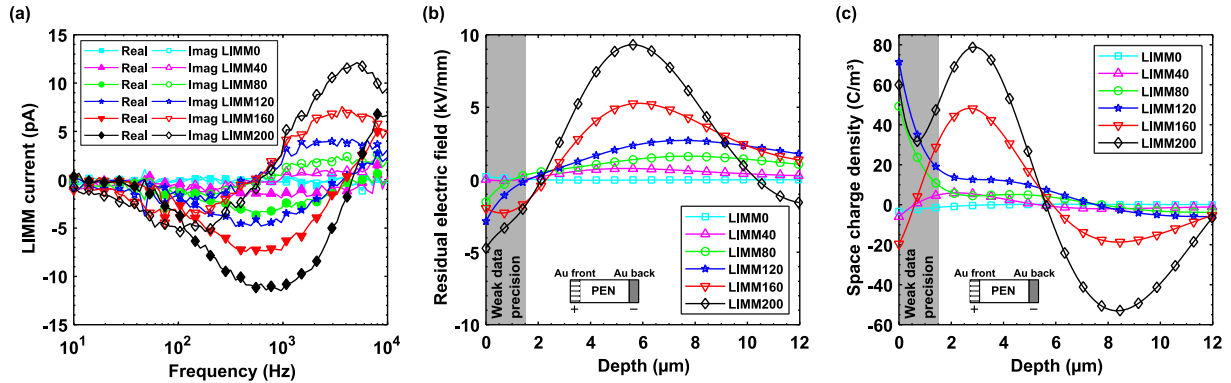 (a)
15
10
5
0
-5
-10
-15
LIMM current (pA)
Real Imag LIMM0
Real Imag LIMM40
Real Imag LIMM80
Real Imag LIMM120
Real Imag LIMM160
Real Imag LIMM200
10¹ 10² 10³ 10⁴
Frequency (Hz)
(b)
10
5
0
-5
-10
Residual electric field (kV/mm)
Weak data
precision
Au front Au back
PEN
+ −
LIMM0
LIMM40
LIMM80
LIMM120
LIMM160
LIMM200
0 2 4 6 8 10 12
Depth (µm)
(c)
80
60
40
20
0
-20
-40
-60
Space charge density (C/m³)
LIMM0
LIMM40
LIMM80
LIMM120
LIMM160
LIMM200
Weak data
precision
Au front Au back
PEN
+ −
0 2 4 6 8 10 12
Depth (µm)